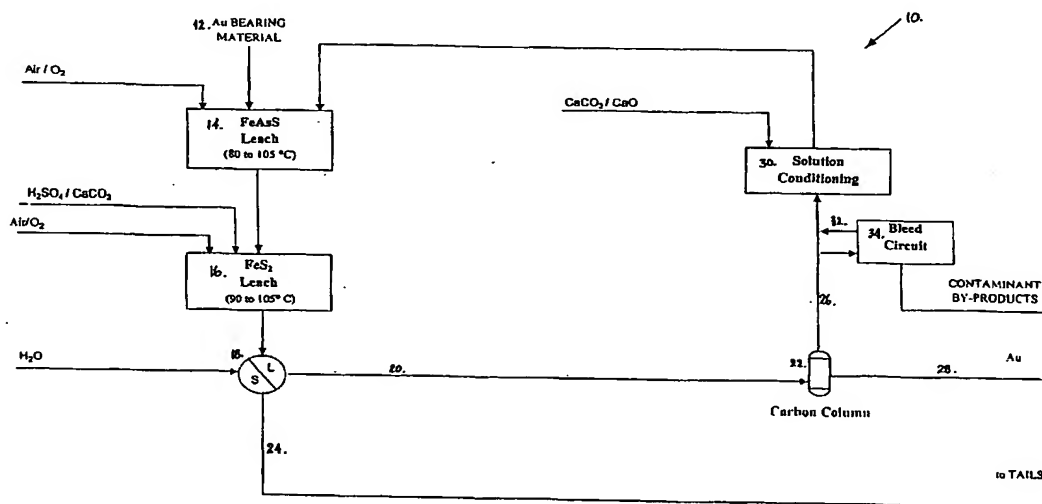 10.
12. Au BEARING
MATERIAL
Air / O₂
CaCO₃ / CaO
14. FeAsS
Leach
(80 to 105 °C)
30. Solution
Conditioning
H₂SO₄ / CaCO₃
Air/O₂
32.
34. Bleed
Circuit
16. FeS₂
Leach
(90 to 105°C)
CONTAMINANT
BY-PRODUCTS
26.
H₂O
18.
L
S
20.
22.
Au
28.
Carbon Column
24.
to TAILS